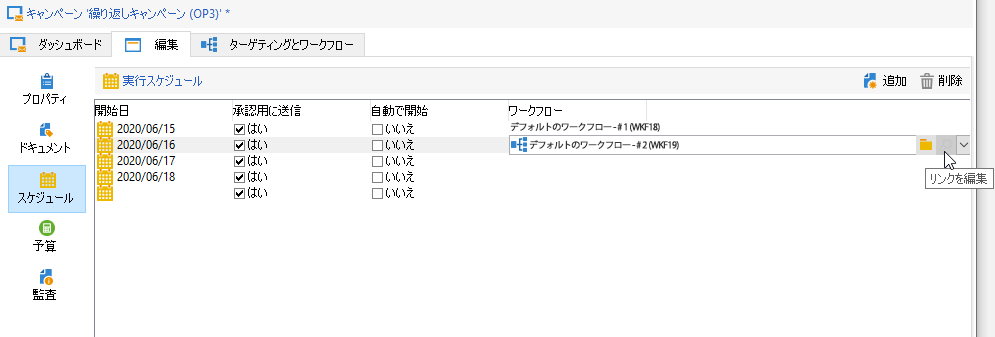 キャンペーン '繰り返しキャンペーン (OP3)' *
ダッシュボード 編集 ターゲティングとワークフロー
プロパティ
ドキュメント
スケジュール
予算
監査
実行スケジュール 追加 削除
開始日 承認用に送信 自動で開始 ワークフロー
2020/06/15 はい いいえ デフォルトのワークフロー-#1 (WKF18)
2020/06/16 はい いいえ デフォルトのワークフロー-#2 (WKF19)
2020/06/17 はい いいえ
2020/06/18 はい いいえ
はい いいえ
リンクを編集